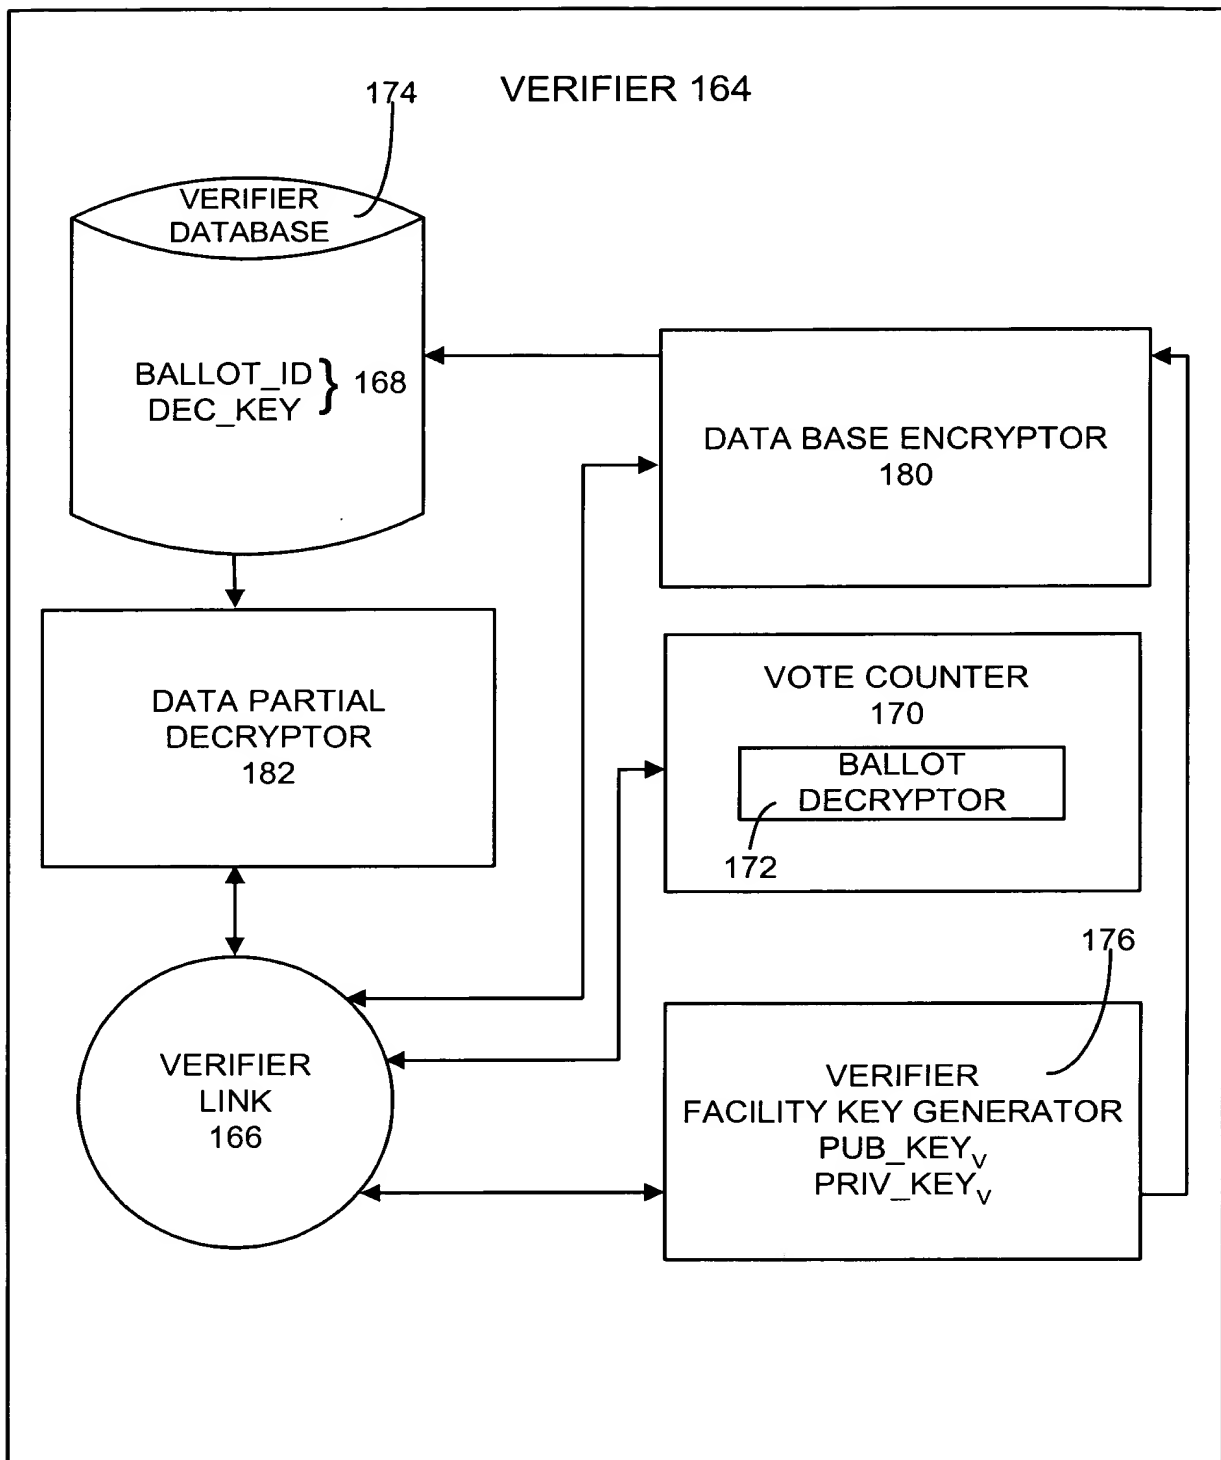 VERIFIER 164
174
VERIFIER
DATABASE
BALLOT_ID
DEC_KEY
} 168
DATA BASE ENCRYPTOR
180
DATA PARTIAL
DECRYPTOR
182
VOTE COUNTER
170
BALLOT
DECRYPTOR
172
176
VERIFIER
LINK
166
VERIFIER
FACILITY KEY GENERATOR
PUB_KEYV
PRIV_KEYV